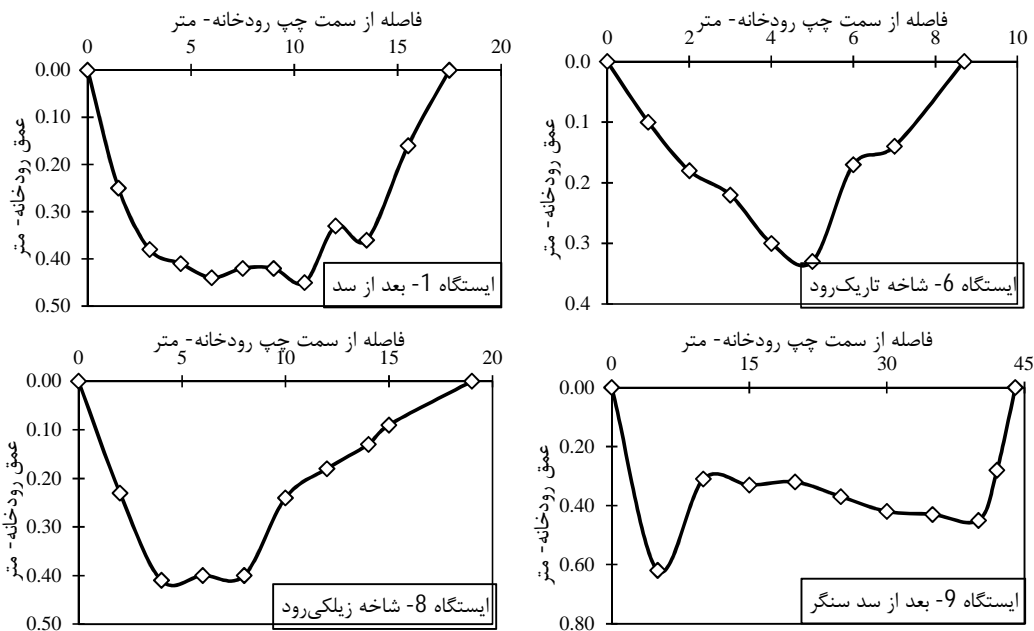 فاصله از سمت چپ رودخانه- متر
0 5 10 15 20
0.00
0.10
0.20
0.30
0.40
0.50
عمق رودخانه- متر
ایستگاه 1- بعد از سد
فاصله از سمت چپ رودخانه- متر
0 2 4 6 8 10
0.0
0.1
0.2
0.3
0.4
عمق رودخانه- متر
ایستگاه 6- شاخه تاریک‌رود
فاصله از سمت چپ رودخانه- متر
0 5 10 15 20
0.00
0.10
0.20
0.30
0.40
0.50
عمق رودخانه- متر
ایستگاه 8- شاخه زیلکی‌رود
فاصله از سمت چپ رودخانه- متر
0 15 30 45
0.00
0.20
0.40
0.60
0.80
عمق رودخانه- متر
ایستگاه 9- بعد از سد سنگر